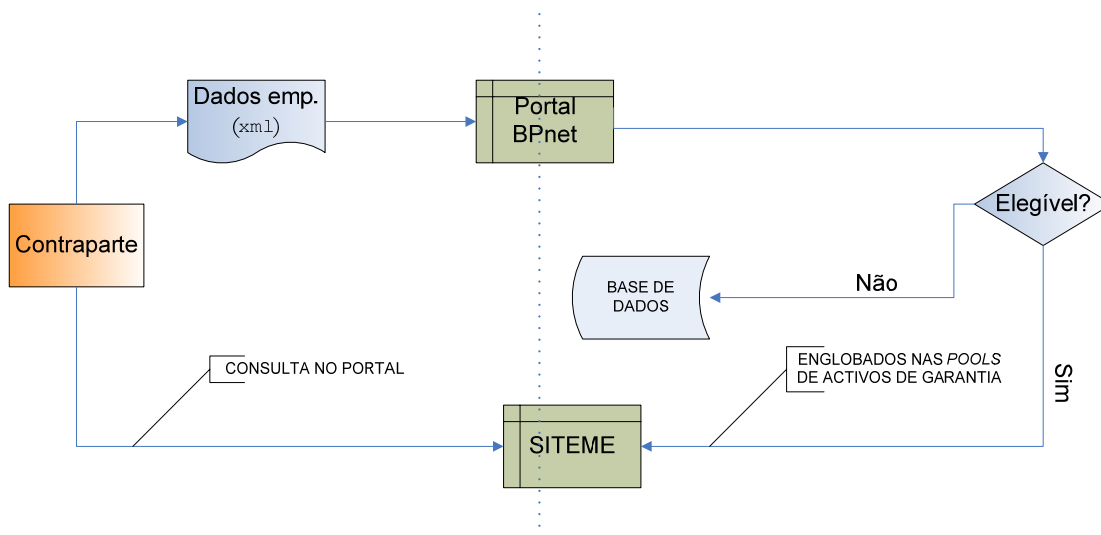 Dados emp.
(xml)
Portal
BPnet
Elegível?
Contraparte
Não
BASE DE
DADOS
CONSULTA NO PORTAL
ENGLOBADOS NAS POOLS
DE ACTIVOS DE GARANTIA
Sim
SITEME